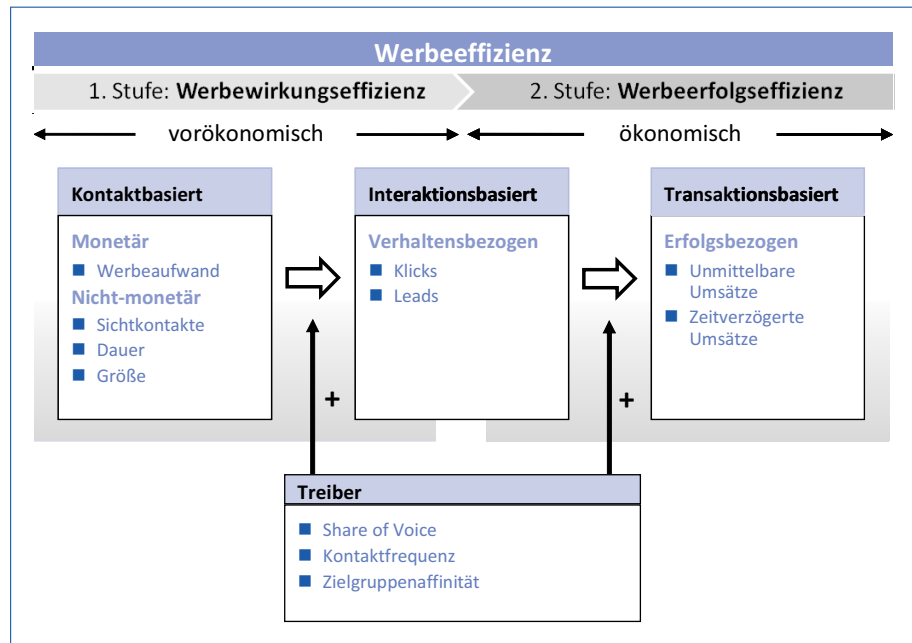 Werbeeffizienz
1. Stufe: Werbewirkungseffizienz
2. Stufe: Werbeerfolgseffizienz
vorökonomisch
ökonomisch
Kontaktbasiert
Monetär
Werbeaufwand
Nicht-monetär
Sichtkontakte
Dauer
Größe
Interaktionsbasiert
Verhaltensbezogen
Klicks
Leads
Transaktionsbasiert
Erfolgsbezogen
Unmittelbare
Umsätze
Zeitverzögerte
Umsätze
+
+
Treiber
Share of Voice
Kontaktfrequenz
Zielgruppenaffinität